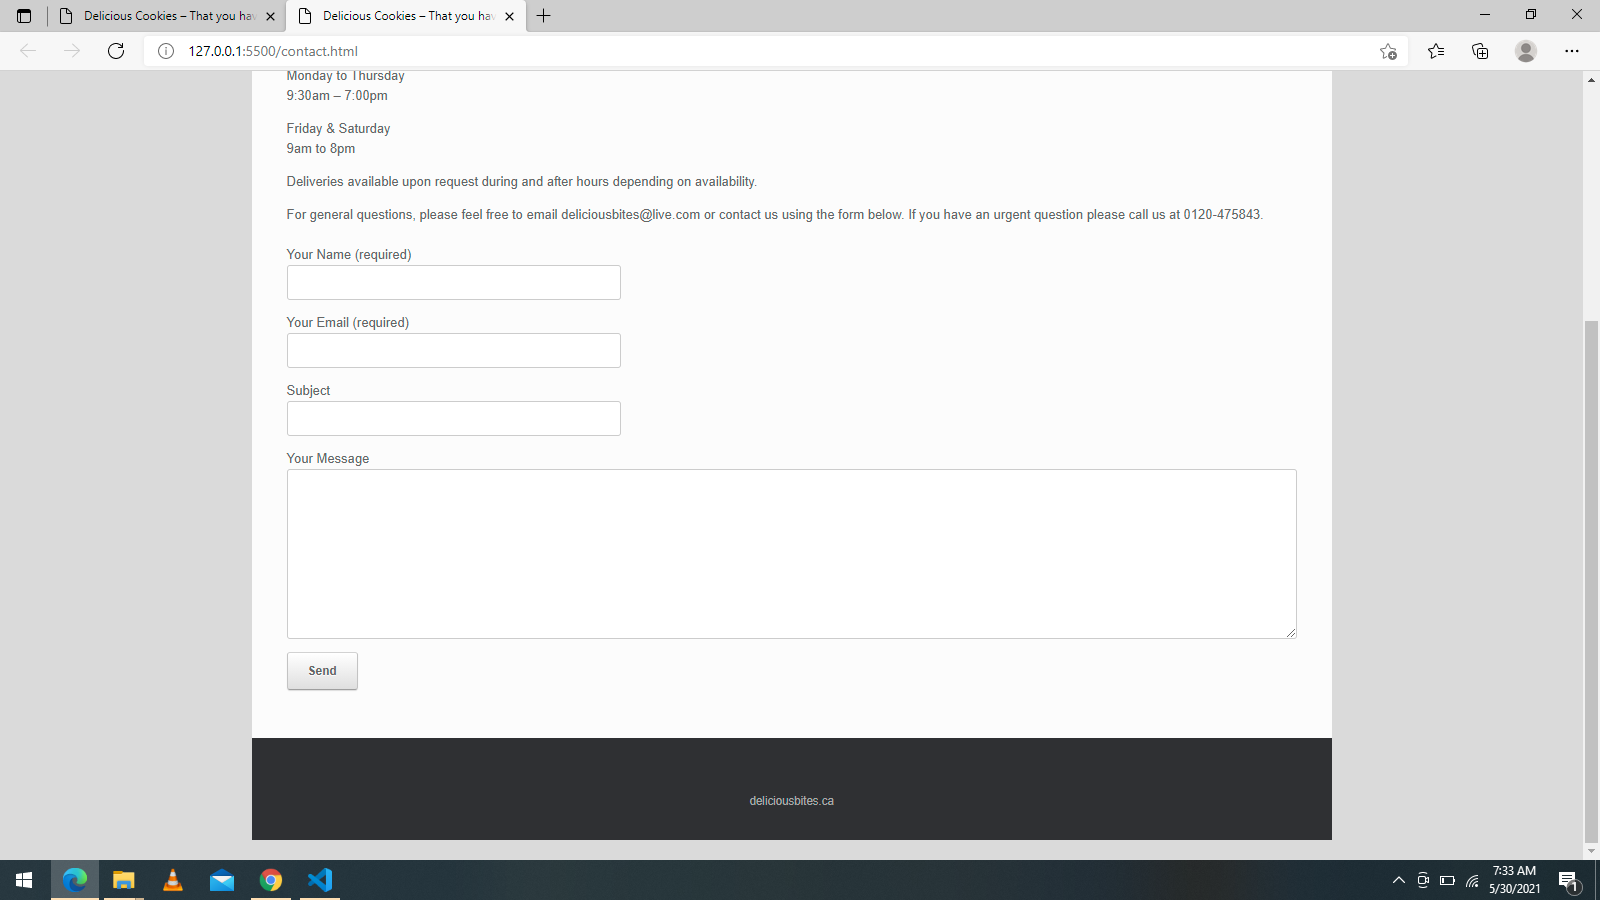 Delicious Cookies – That you hav
Delicious Cookies – That you hav
127.0.0.1:5500/contact.html
Monday to Thursday
9:30am – 7:00pm
Friday & Saturday
9am to 8pm
Deliveries available upon request during and after hours depending on availability.
For general questions, please feel free to email deliciousbites@live.com or contact us using the form below. If you have an urgent question please call us at 0120-475843.
Your Name (required)
Your Email (required)
Subject
Your Message
Send
deliciousbites.ca
7:33 AM
5/30/2021
1